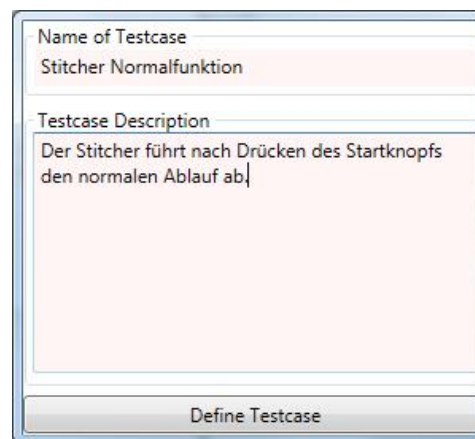 Name of Testcase
Stitcher Normalfunktion
Testcase Description
Der Stitcher führt nach Drücken des Startknopfs
den normalen Ablauf ab.
Define Testcase